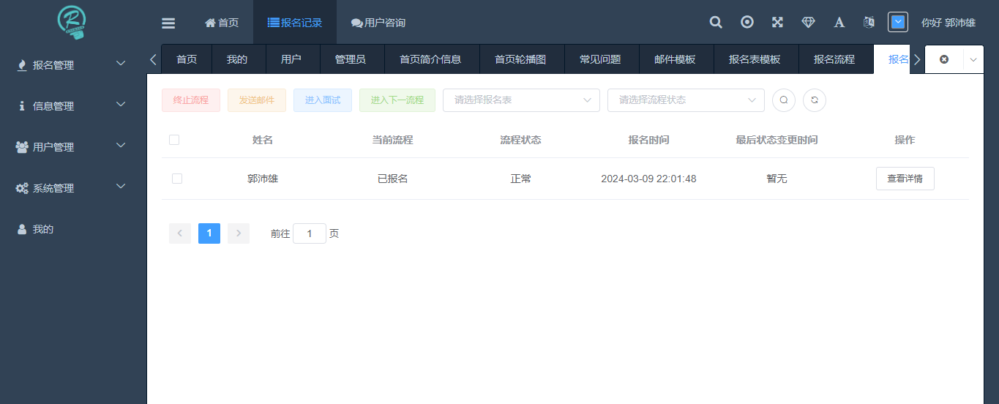 首页
报名记录
用户咨询
A
你好 郭沛雄
报名管理
信息管理
用户管理
系统管理
我的
首页
我的
用户
管理员
首页简介信息
首页轮播图
常见问题
邮件模板
报名表模板
报名流程
报名
终止流程
发送邮件
进入面试
进入下一流程
请选择报名表
请选择流程状态
姓名
当前流程
流程状态
报名时间
最后状态变更时间
操作
郭沛雄
已报名
正常
2024-03-09 22:01:48
暂无
查看详情
1
前往 1 页